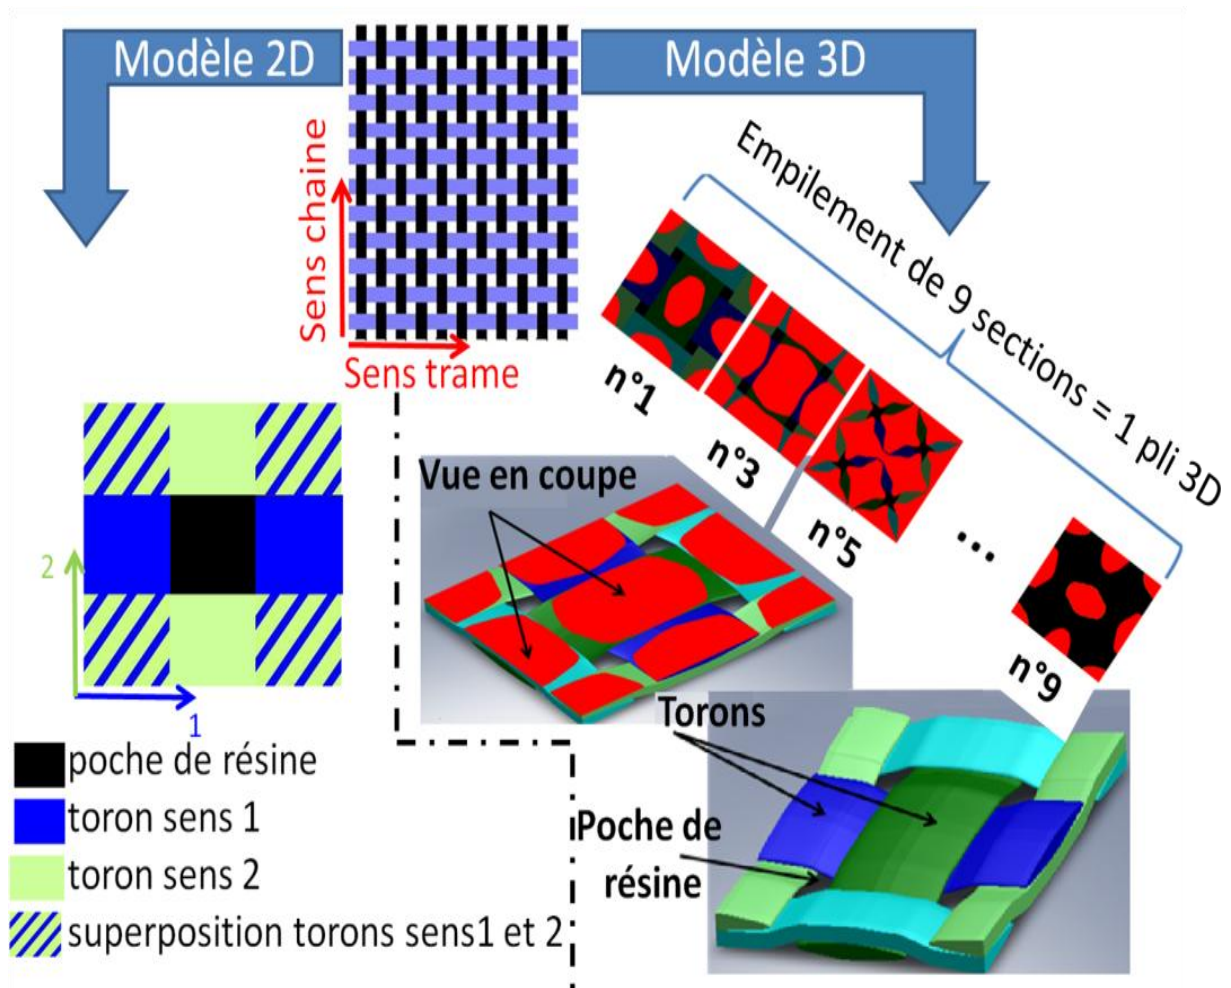 Modèle 2D
Modèle 3D
Sens chaine
Sens trame
Empilement de 9 sections = 1 pli 3D
n°1
n°3
n°5
...
n°9
Vue en coupe
2
1
Torons
Poche de
résine
poche de résine
toron sens 1
toron sens 2
superposition torons sens1 et 2